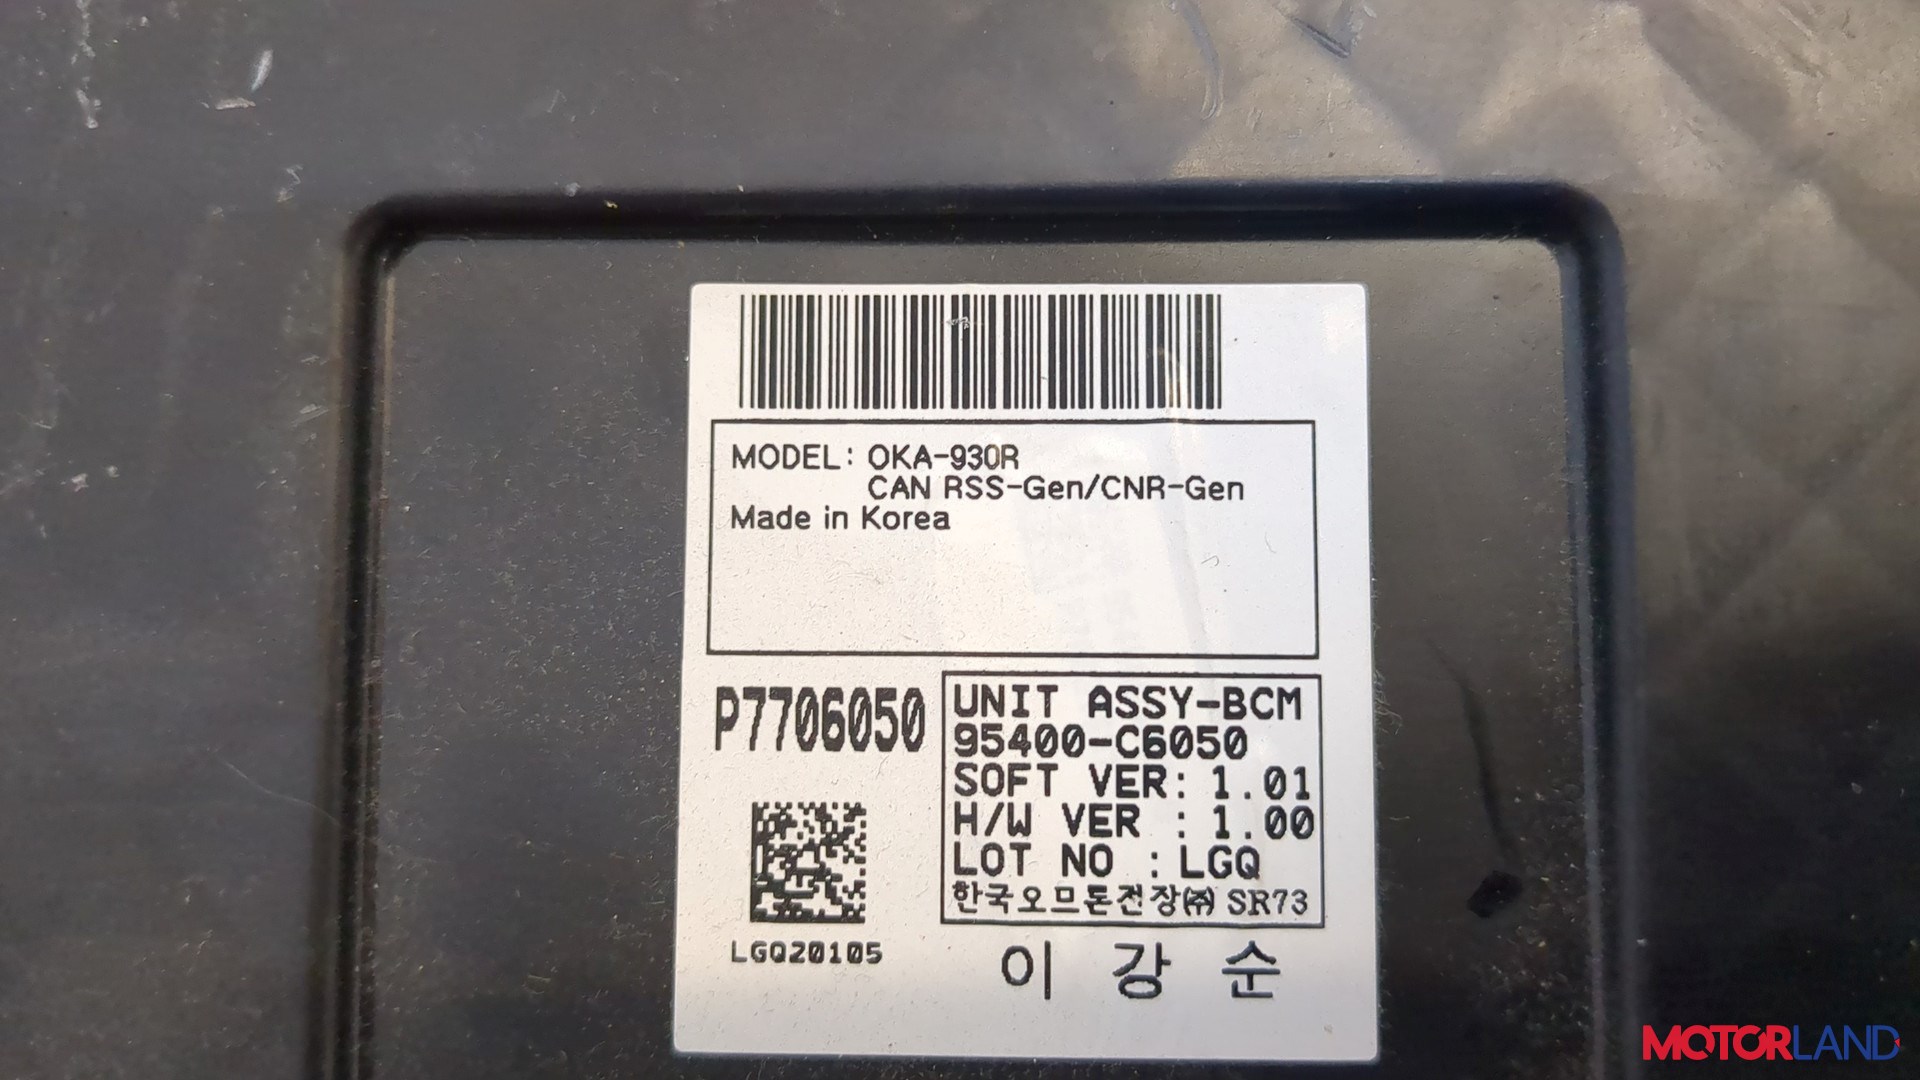 MODEL: OKA-930R
CAN RSS-Gen/CNR-Gen
Made in Korea
P7706050
UNIT ASSY-BCM
95400-C6050
SOFT VER: 1.01
H/W VER : 1.00
LOT NO : LGQ
한국오므론전장㈜ SR73
LGQ20105
이 강 순
MOTORLAND